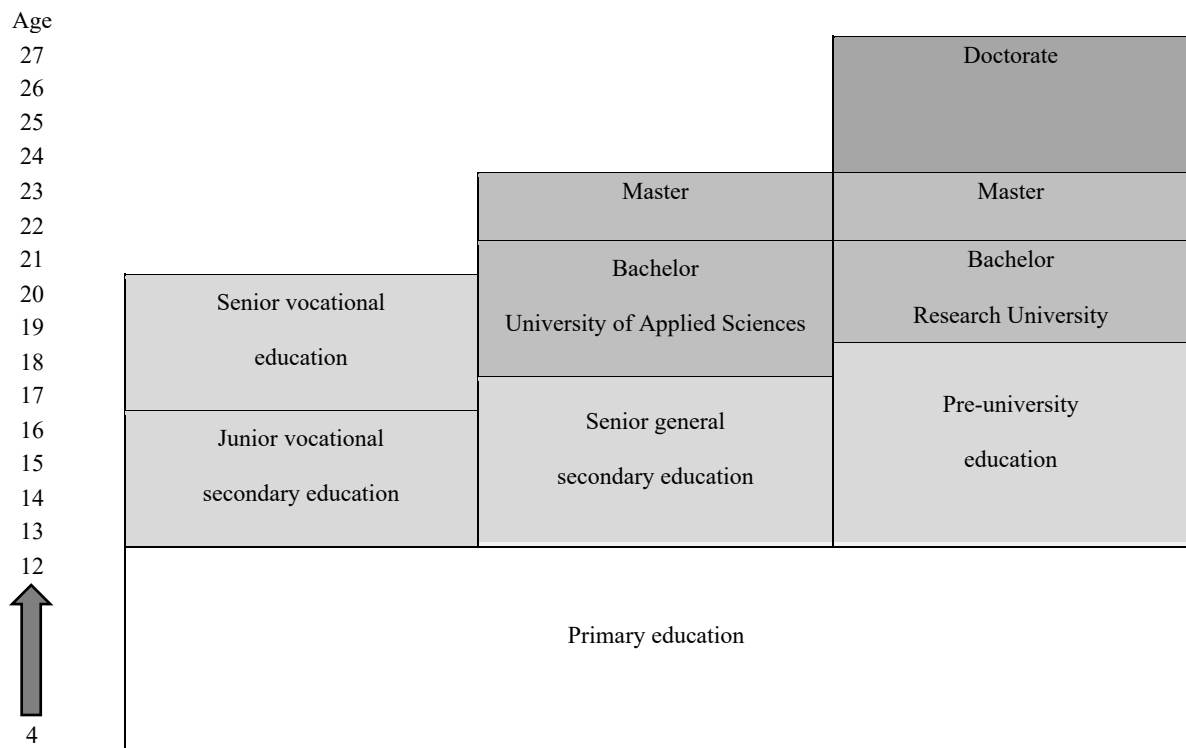 Age
27
26
25
24
23
22
21
20
19
18
17
16
15
14
13
12
4
Doctorate
Master
Master
Bachelor
University of Applied Sciences
Bachelor
Research University
Senior vocational
education
Junior vocational
secondary education
Senior general
secondary education
Pre-university
education
Primary education